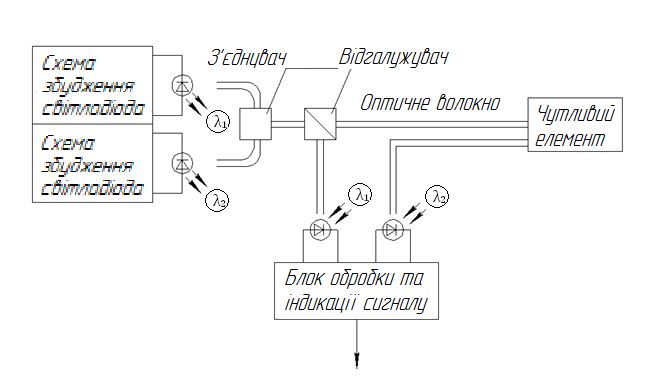 Схема
збудження
світлодіода
Схема
збудження
світлодіода
λ1
λ2
З'єднувач
Відгалужувач
Оптичне волокно
Чутливий
елемент
λ1
λ2
Блок обробки та
індикації сигналу